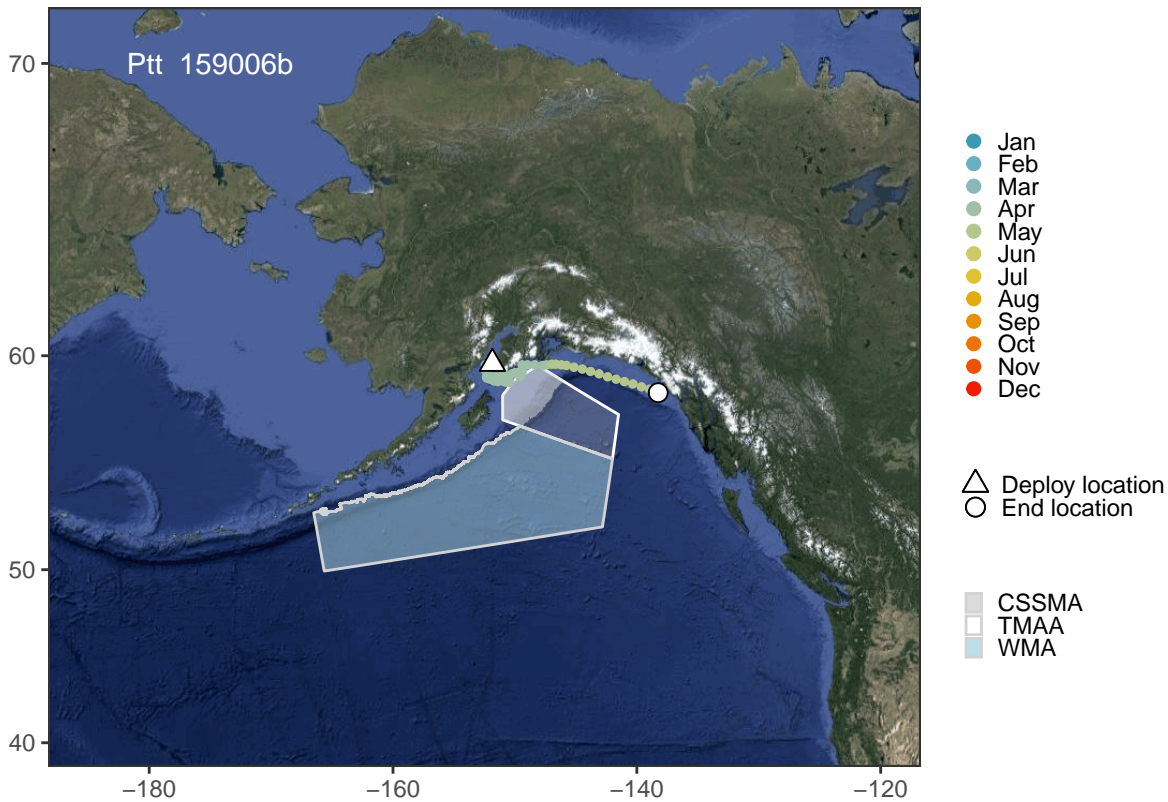 Ptt 159006b
70
60
50
40
−180
−160
−140
−120
Jan
Feb
Mar
Apr
May
Jun
Jul
Aug
Sep
Oct
Nov
Dec
Deploy location
End location
CSSMA
TMAA
WMA